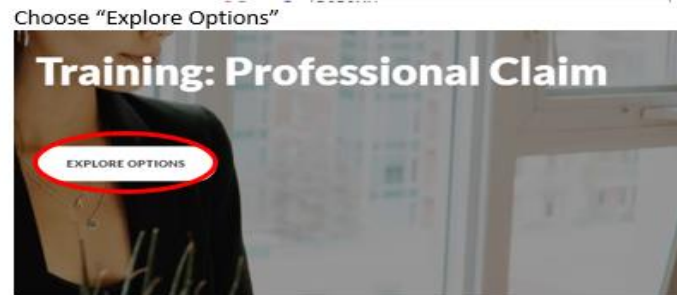 Choose “Explore Options”
Training: Professional Claim
EXPLORE OPTIONS